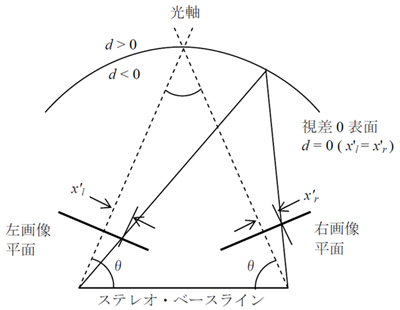 光軸
d > 0
d < 0
視差 0 表面
d = 0 ( x'l = x'r )
x'l
x'r
左画像
平面
右画像
平面
θ
θ
ステレオ・ベースライン